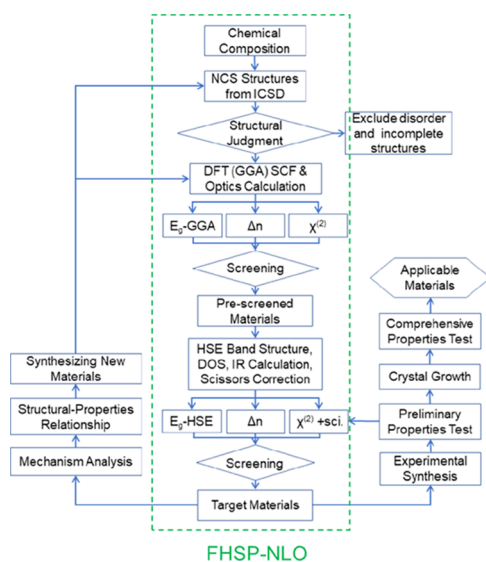 Chemical
Composition
NCS Structures
from ICSD
Structural
Judgment
Exclude disorder
and incomplete
structures
DFT (GGA) SCF &
Optics Calculation
Eg-GGA
Δn
χ(2)
Screening
Pre-screened
Materials
HSE Band Structure,
DOS, IR Calculation,
Scissors Correction
Eg-HSE
Δn
χ(2) +sci.
Screening
Target Materials
Synthesizing New
Materials
Structural-Properties
Relationship
Mechanism Analysis
Applicable
Materials
Comprehensive
Properties Test
Crystal Growth
Preliminary
Properties Test
Experimental
Synthesis
FHSP-NLO